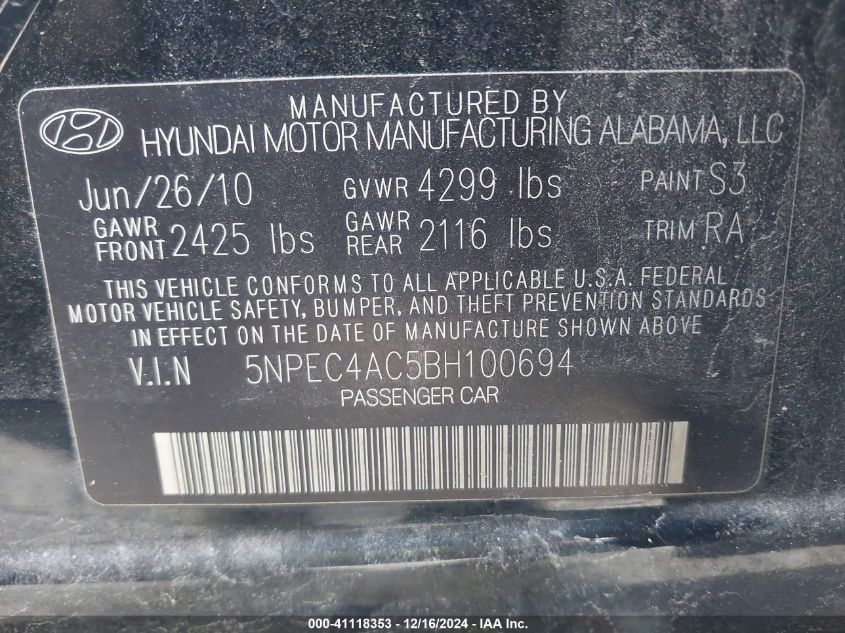 MANUFACTURED BY
HYUNDAI MOTOR MANUFACTURING ALABAMA, LLC
Jun/26/10 GVWR 4299 lbs PAINT S3
GAWR FRONT 2425 lbs GAWR REAR 2116 lbs TRIM RA
THIS VEHICLE CONFORMS TO ALL APPLICABLE U.S.A. FEDERAL
MOTOR VEHICLE SAFETY, BUMPER, AND THEFT PREVENTION STANDARDS
IN EFFECT ON THE DATE OF MANUFACTURE SHOWN ABOVE
V.I.N 5NPEC4AC5BH100694
PASSENGER CAR
000-41118353 - 12/16/2024 - IAA Inc.